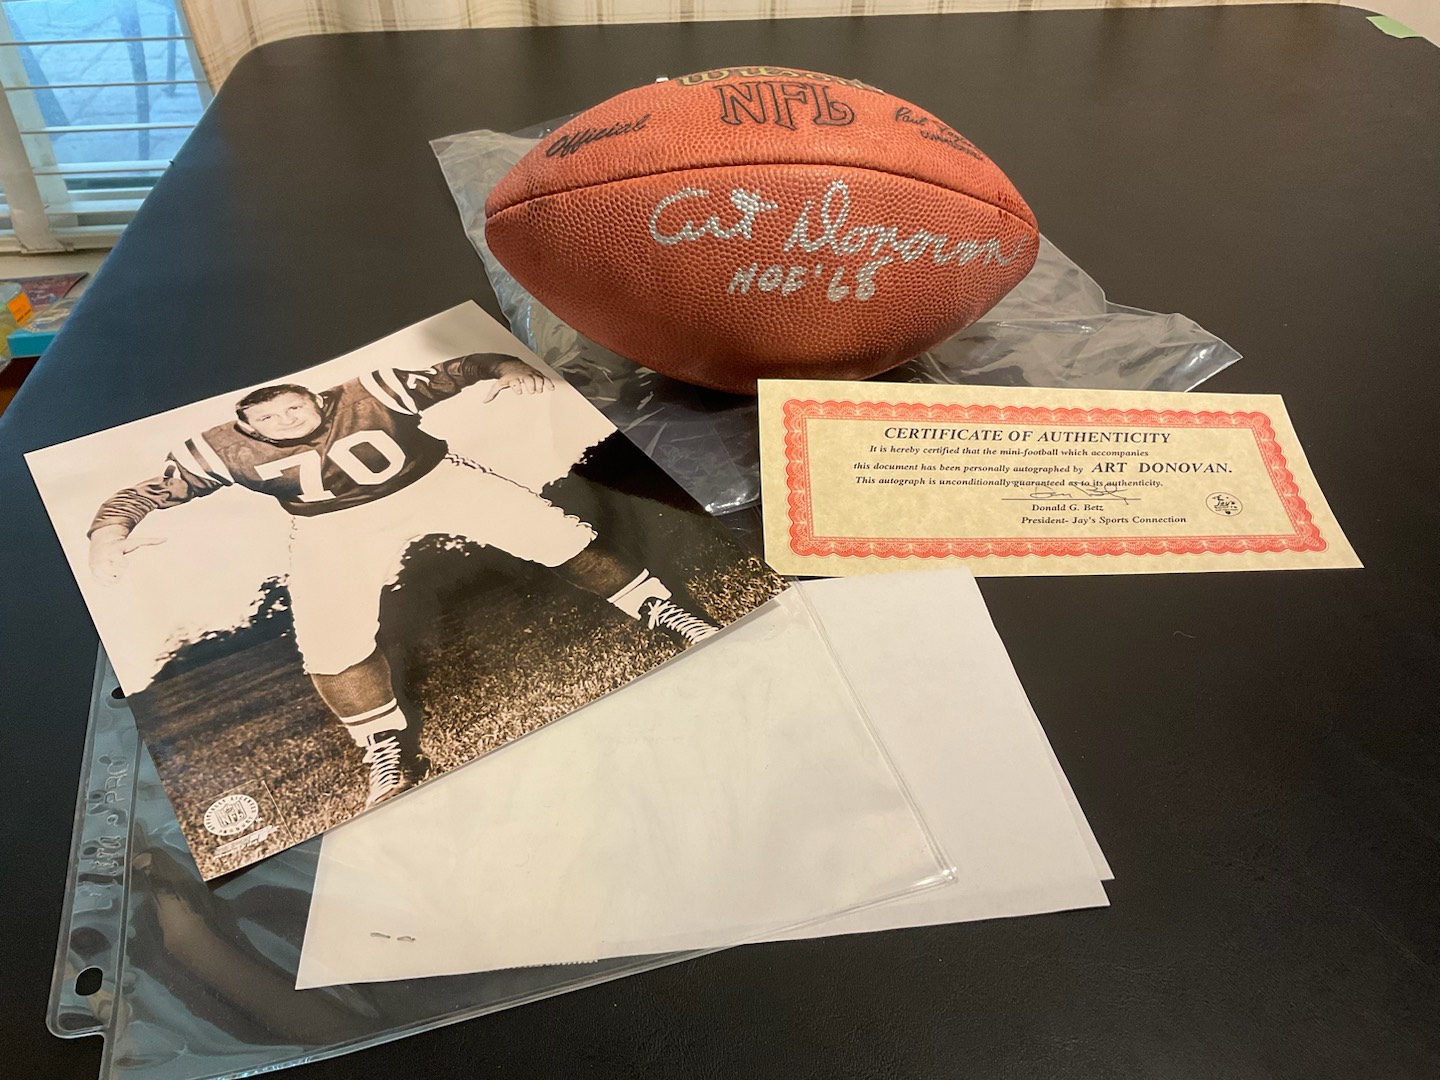 Wilson
NFL
Official
Art Donovan
HOF '68
70
CERTIFICATE OF AUTHENTICITY
It is hereby certified that the mini-football which accompanies
this document has been personally autographed by ART DONOVAN.
This autograph is unconditionally guaranteed as to its authenticity.
Donald G. Betz
President- Jay's Sports Connection
Jay's
NFL